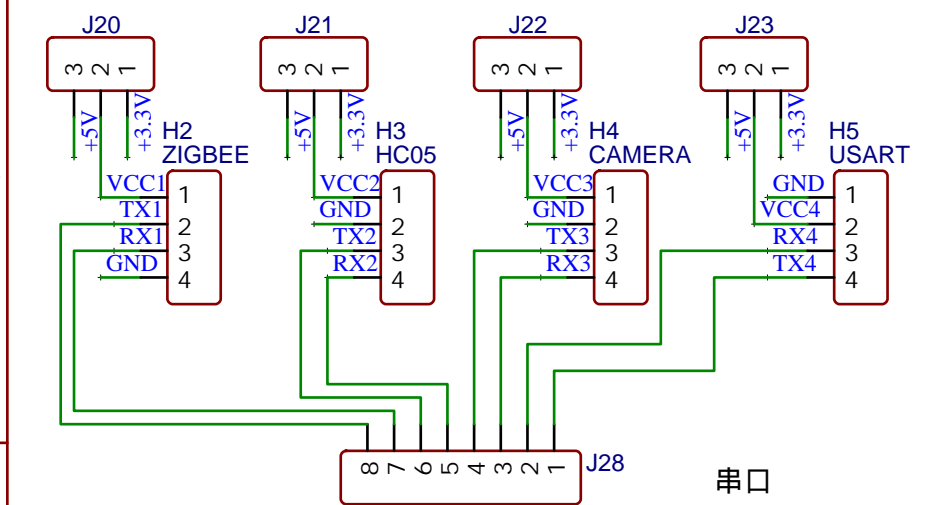 J20 J21 J22 J23
3 2 1 3 2 1 3 2 1 3 2 1
+5V +3.3V +5V +3.3V +5V +3.3V +5V +3.3V
H2 H3 H4 H5
ZIGBEE HC05 CAMERA USART
VCC1 1 VCC2 1 VCC3 1 GND 1
TX1 2 GND 2 GND 2 VCC4 2
RX1 3 TX2 3 TX3 3 RX4 3
GND 4 RX2 4 RX3 4 TX4 4
8 7 6 5 4 3 2 1 J28
串口